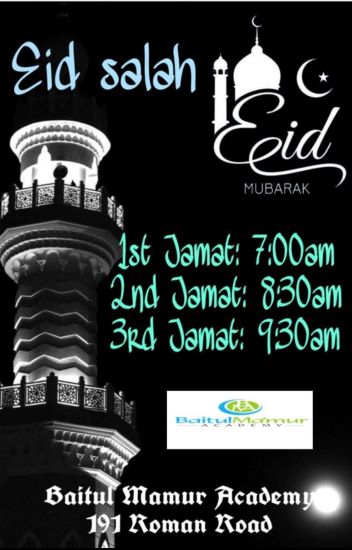 Eid salah
Eid
MUBARAK
1st Jamat: 7:00am
2nd Jamat: 8:30am
3rd Jamat: 9:30am
BaitulMamur
ACADEMY
Baitul Mamur Academy
191 Roman Road